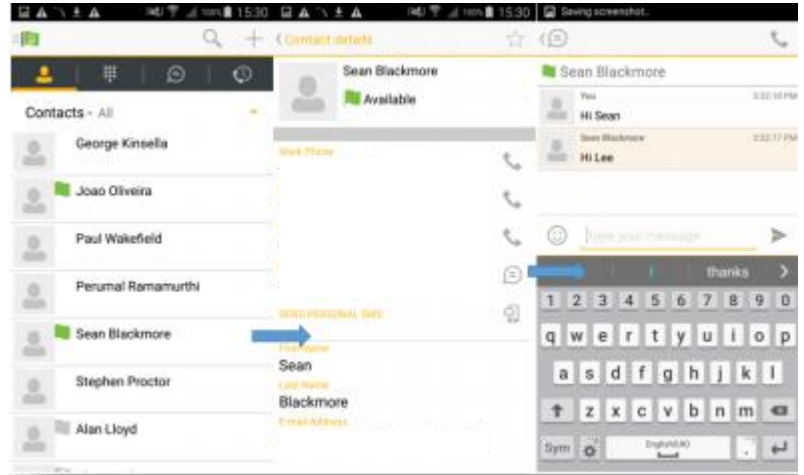 15:30
Contacts - All
George Kinsella
Joao Oliveira
Paul Wakefield
Perumal Ramamurthi
Sean Blackmore
Stephen Proctor
Alan Lloyd
100% 15:30
Contact details
Sean Blackmore
Available
Work Phone
SEND PERSONAL SMS
First Name
Sean
Last Name
Blackmore
E-mail Address
Saving screenshot...
Sean Blackmore
You
Hi Sean
Sean Blackmore
Hi Lee
Type your message
thanks
1 2 3 4 5 6 7 8 9 0
q w e r t y u i o p
a s d f g h j k l
z x c v b n m
Sym English(UK) .